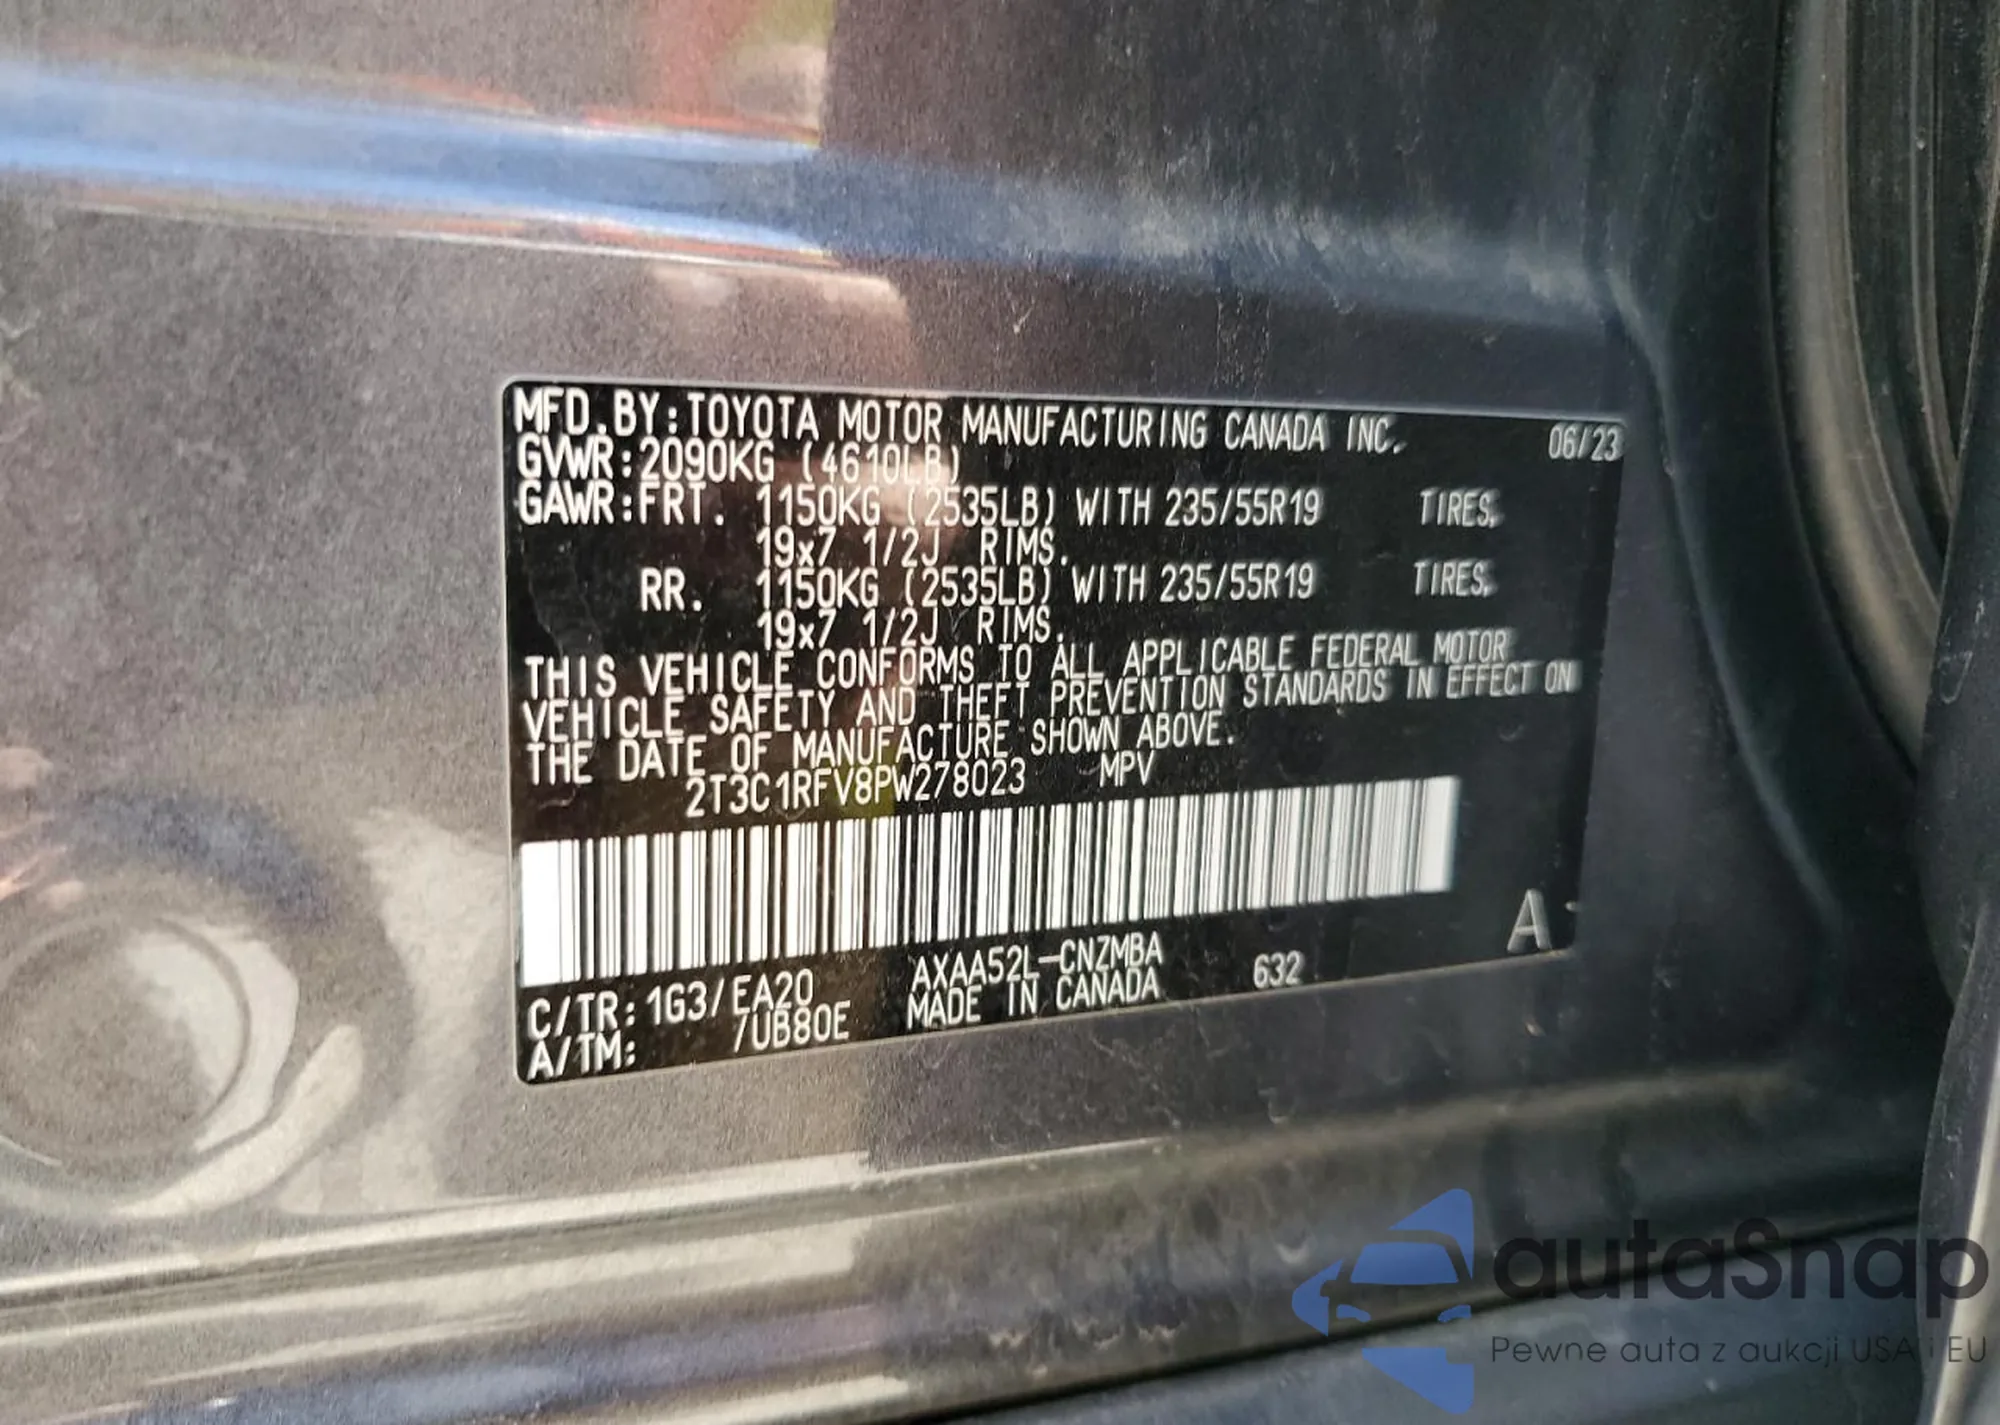 MFD.BY:TOYOTA MOTOR MANUFACTURING CANADA INC. 06/23
GVWR:2090KG (4610LB)
GAWR:FRT. 1150KG (2535LB) WITH 235/55R19 TIRES,
19x7 1/2J RIMS.
RR. 1150KG (2535LB) WITH 235/55R19 TIRES,
19x7 1/2J RIMS.
THIS VEHICLE CONFORMS TO ALL APPLICABLE FEDERAL MOTOR
VEHICLE SAFETY AND THEFT PREVENTION STANDARDS IN EFFECT ON
THE DATE OF MANUFACTURE SHOWN ABOVE.
2T3C1RFV8PW278023 MPV
A
C/TR:1G3/EA20 AXAA52L-CNZMBA 632
A/TM: /UB80E MADE IN CANADA
autaSnap
Pewne auta z aukcji USA i EU